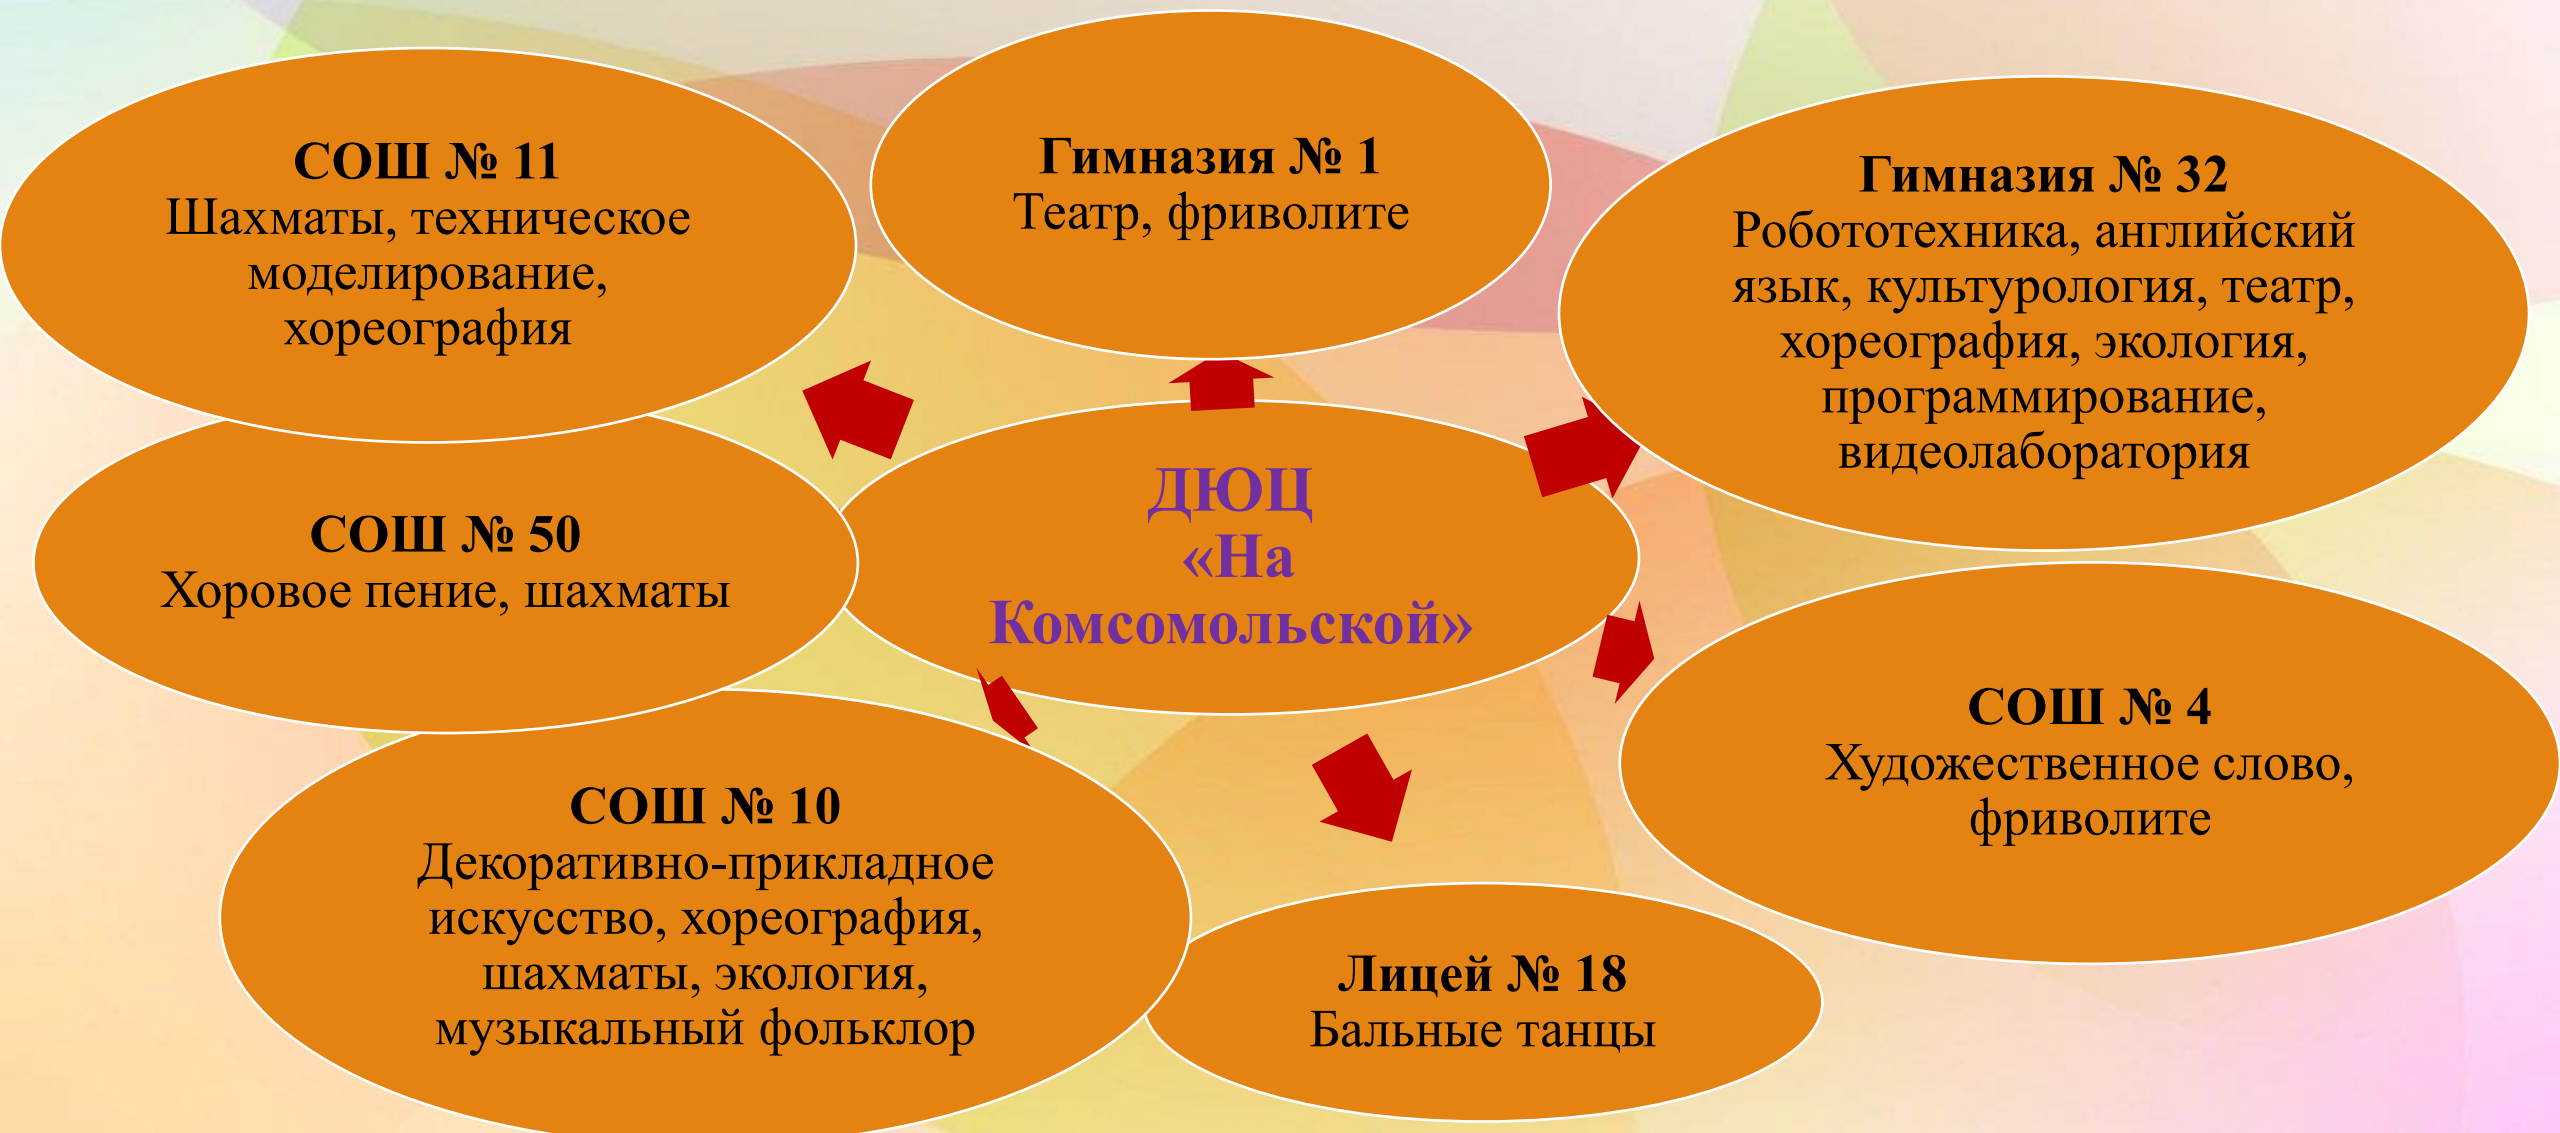 СОШ № 11
Шахматы, техническое
моделирование,
хореография
Гимназия № 1
Театр, фриволите
Гимназия № 32
Робототехника, английский
язык, культурология, театр,
хореография, экология,
программирование,
видеолаборатория
СОШ № 50
Хоровое пение, шахматы
ДЮЦ
«На
Комсомольской»
СОШ № 4
Художественное слово,
фриволите
СОШ № 10
Декоративно-прикладное
искусство, хореография,
шахматы, экология,
музыкальный фольклор
Лицей № 18
Бальные танцы